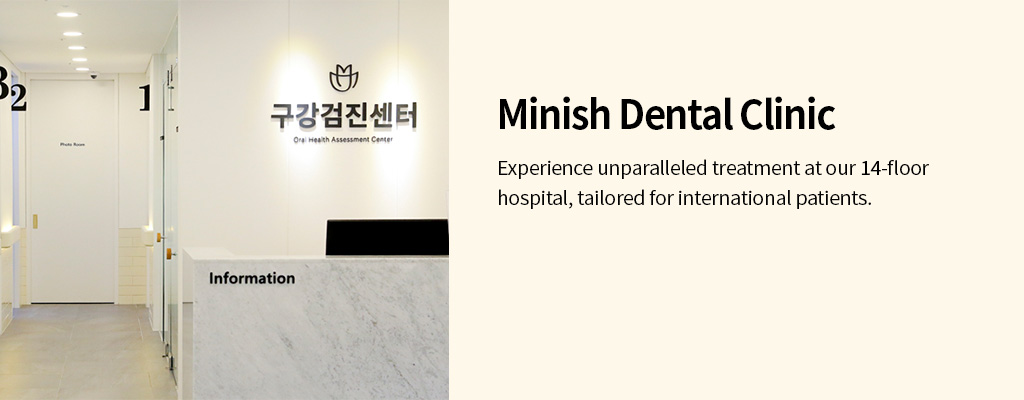 32
1
Photo Room
구강검진센터
Oral Health Assessment Center
Information
Minish Dental Clinic
Experience unparalleled treatment at our 14-floor
hospital, tailored for international patients.